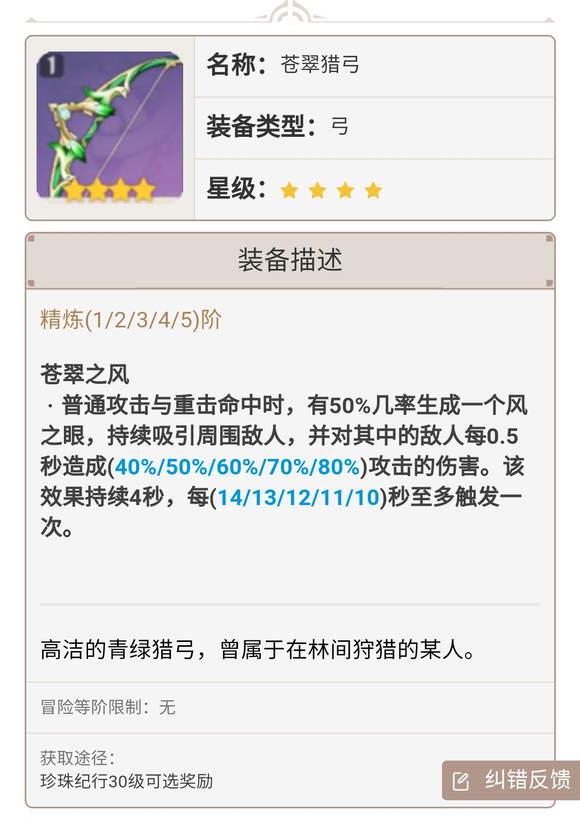 1
名称：苍翠猎弓
装备类型：弓
星级：
装备描述
精炼(1/2/3/4/5)阶
苍翠之风
· 普通攻击与重击命中时，有50%几率生成一个风
之眼，持续吸引周围敌人，并对其中的敌人每0.5
秒造成(40%/50%/60%/70%/80%)攻击的伤害。该
效果持续4秒，每(14/13/12/11/10)秒至多触发一
次。
高洁的青绿猎弓，曾属于在林间狩猎的某人。
冒险等阶限制：无
获取途径：
珍珠纪行30级可选奖励
纠错反馈